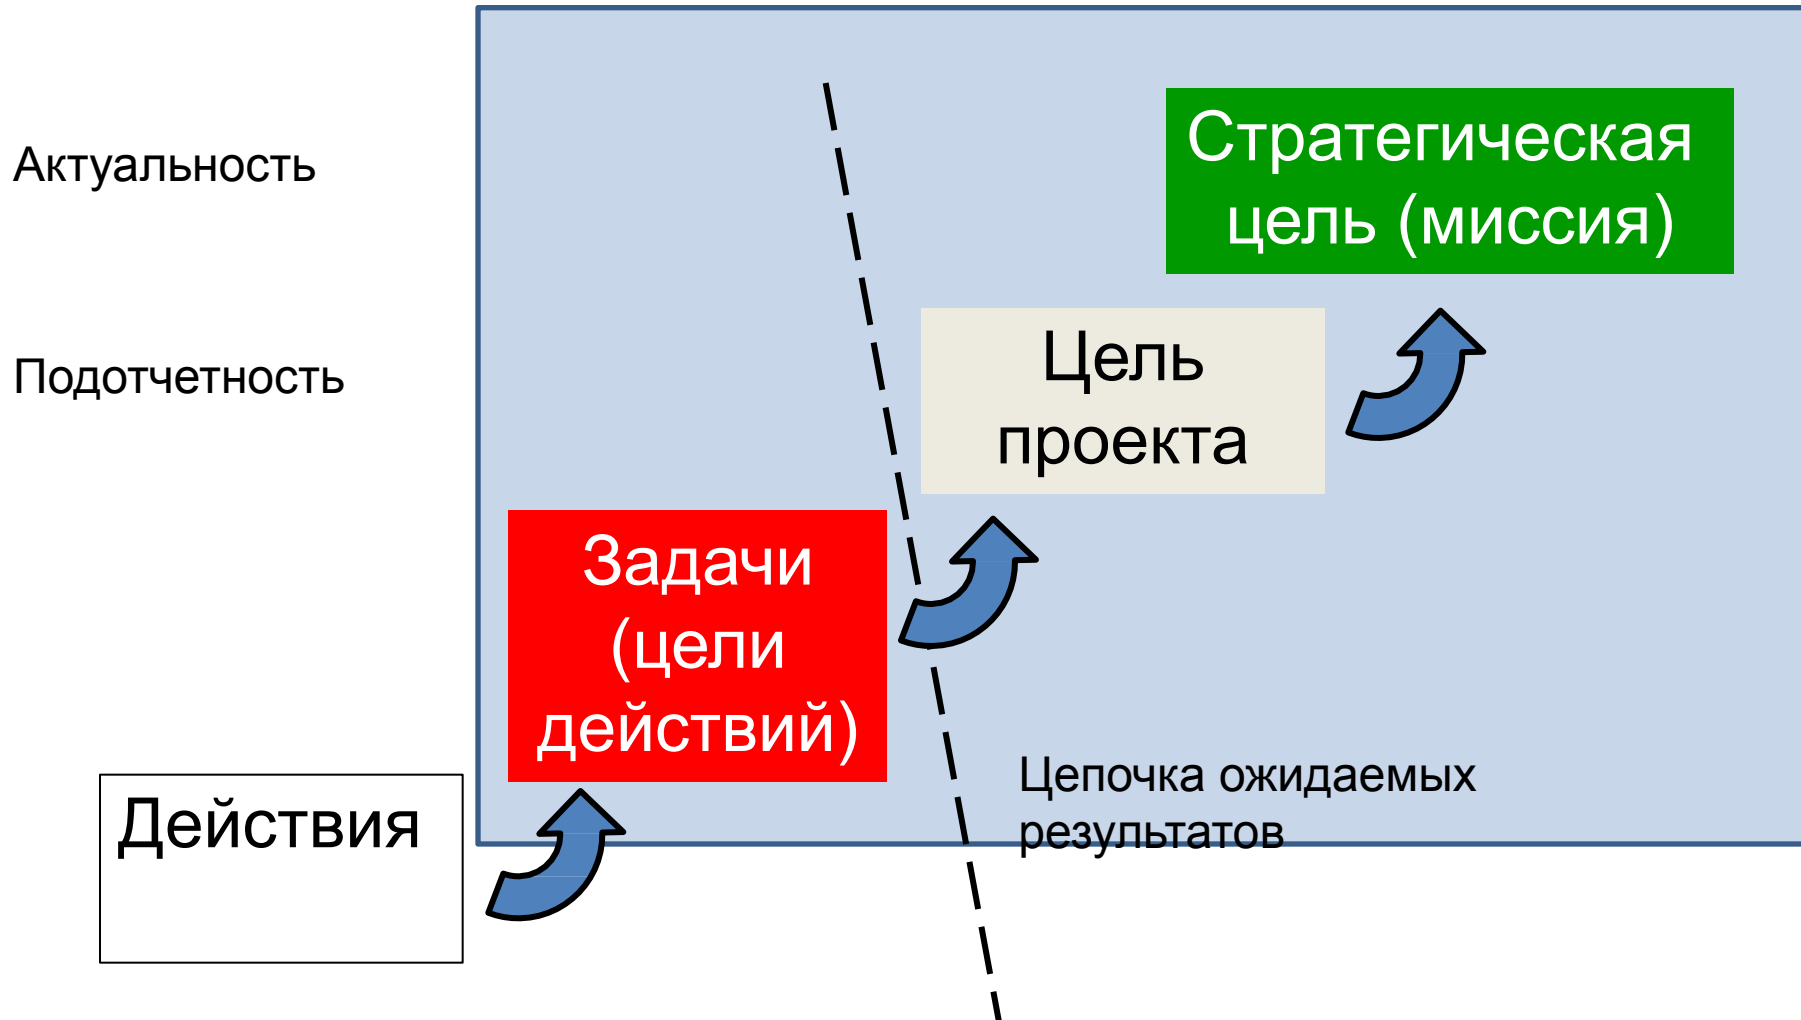 Стратегическая
цель (миссия)
Актуальность
Цель
проекта
Подотчетность
Задачи
(цели
действий)
Цепочка ожидаемых
результатов
Действия